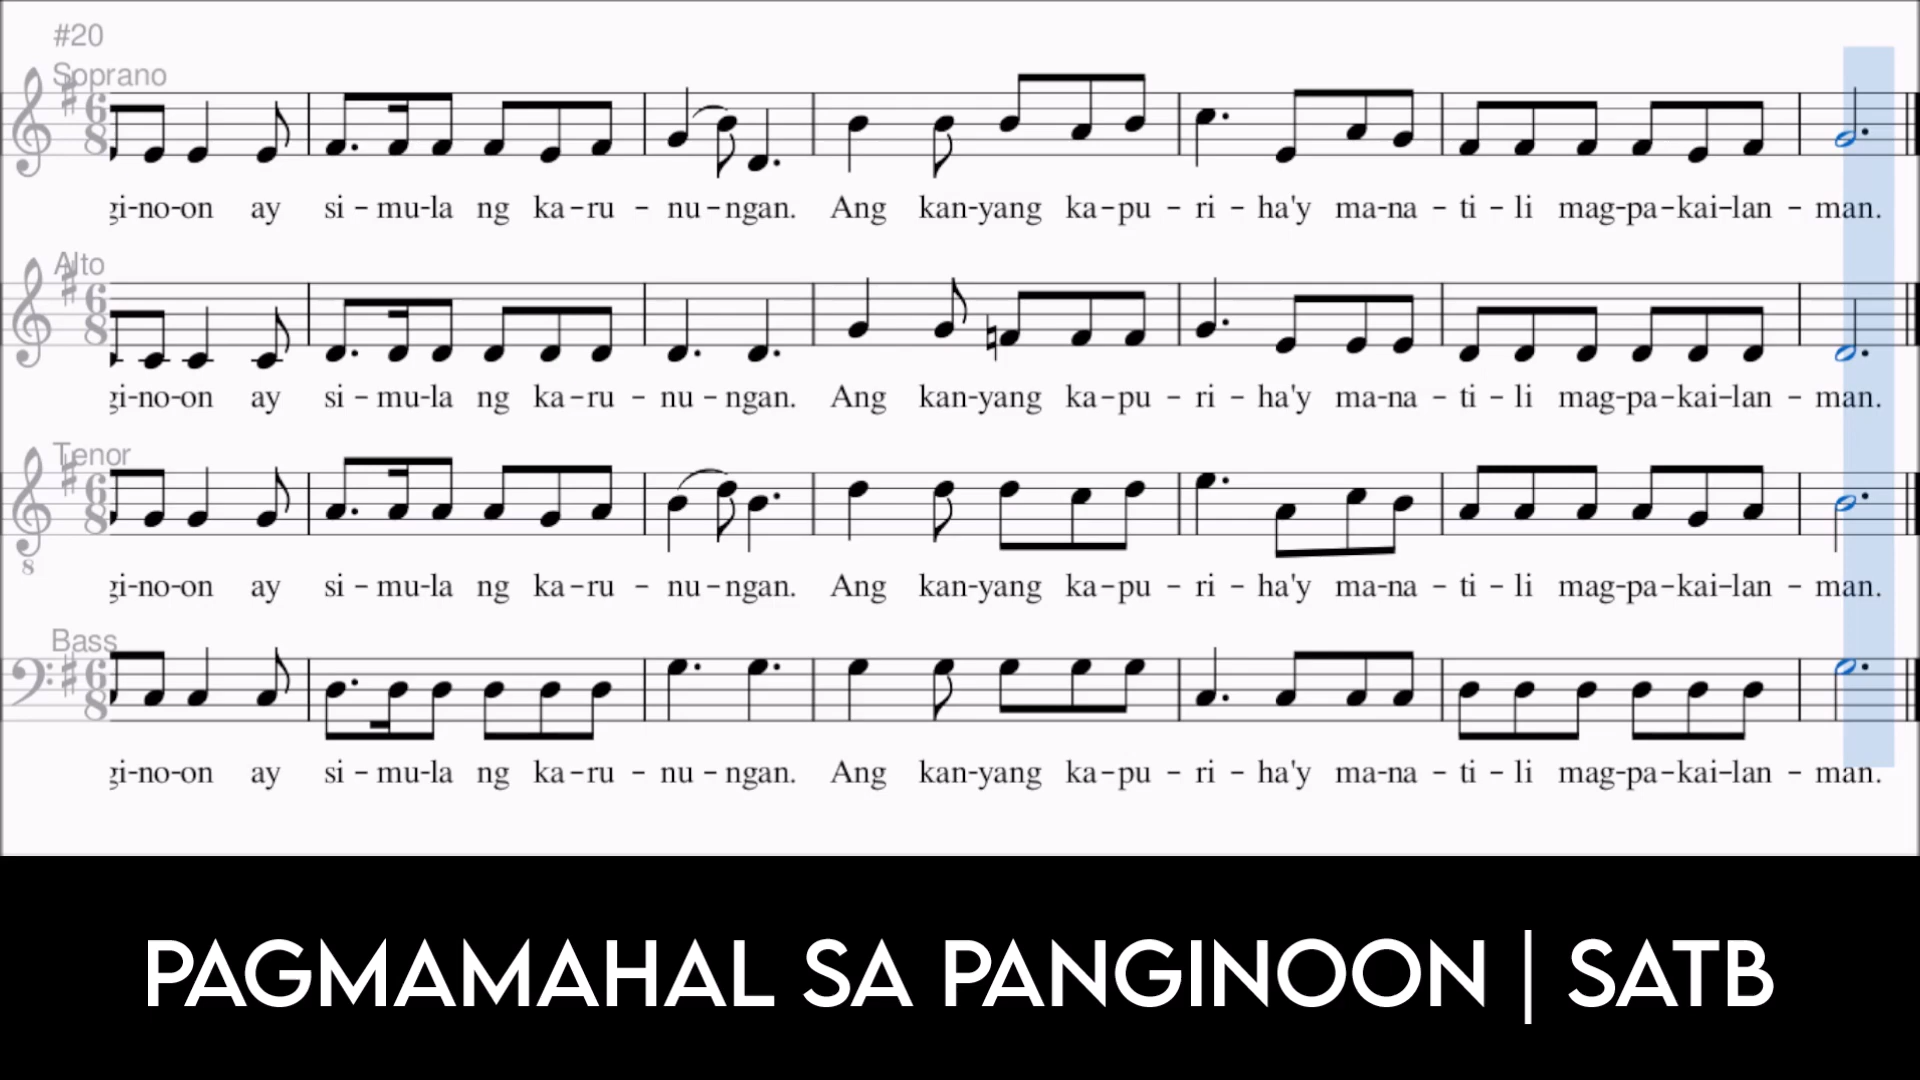 #20
Soprano
gi-no-on ay si-mu-la ng ka-ru-nu-ngan. Ang kan-yang ka-pu-ri-ha'y ma-na-ti-li mag-pa-kai-lan-man.
Alto
gi-no-on ay si-mu-la ng ka-ru-nu-ngan. Ang kan-yang ka-pu-ri-ha'y ma-na-ti-li mag-pa-kai-lan-man.
Tenor
gi-no-on ay si-mu-la ng ka-ru-nu-ngan. Ang kan-yang ka-pu-ri-ha'y ma-na-ti-li mag-pa-kai-lan-man.
Bass
gi-no-on ay si-mu-la ng ka-ru-nu-ngan. Ang kan-yang ka-pu-ri-ha'y ma-na-ti-li mag-pa-kai-lan-man.
PAGMAMAHAL SA PANGINOON | SATB